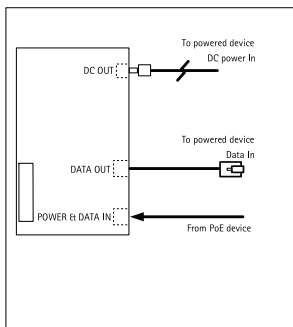 To powered device
DC power In
DC OUT
To powered device
Data In
DATA OUT
POWER & DATA IN
From PoE device